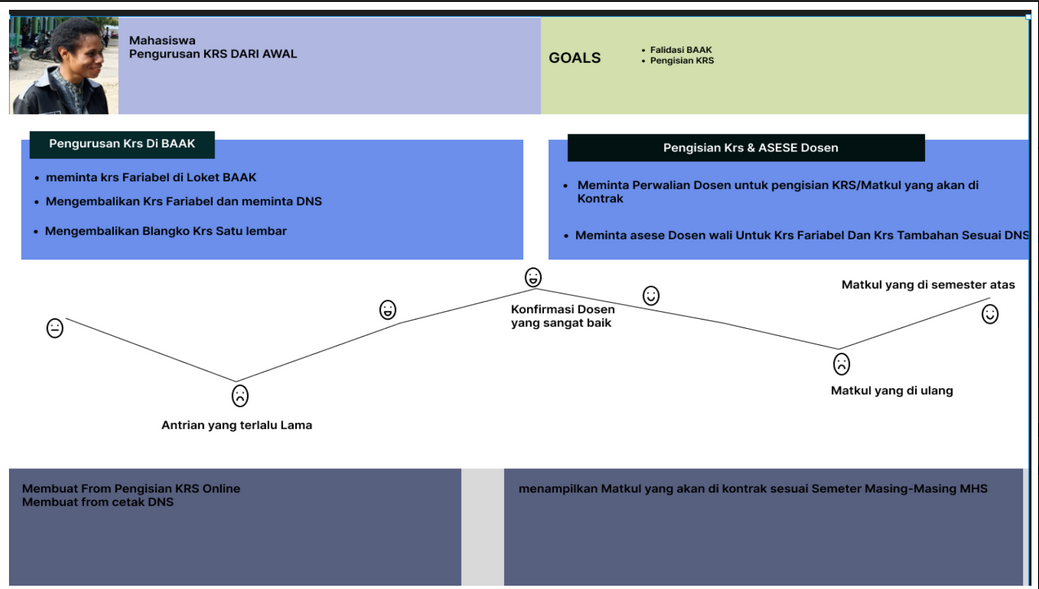 Mahasiswa
Pengurusan KRS DARI AWAL
GOALS
• Falidasi BAAK
• Pengisian KRS
Pengurusan Krs Di BAAK
• meminta krs Fariabel di Loket BAAK
• Mengembalikan Krs Fariabel dan meminta DNS
• Mengembalikan Blangko Krs Satu lembar
Pengisian Krs & ASESE Dosen
• Meminta Perwalian Dosen untuk pengisian KRS/Matkul yang akan di
Kontrak
• Meminta asese Dosen wali Untuk Krs Fariabel Dan Krs Tambahan Sesuai DNS
Matkul yang di semester atas
Konfirmasi Dosen
yang sangat baik
Matkul yang di ulang
Antrian yang terlalu Lama
Membuat From Pengisian KRS Online
Membuat from cetak DNS
menampilkan Matkul yang akan di kontrak sesuai Semeter Masing-Masing MHS